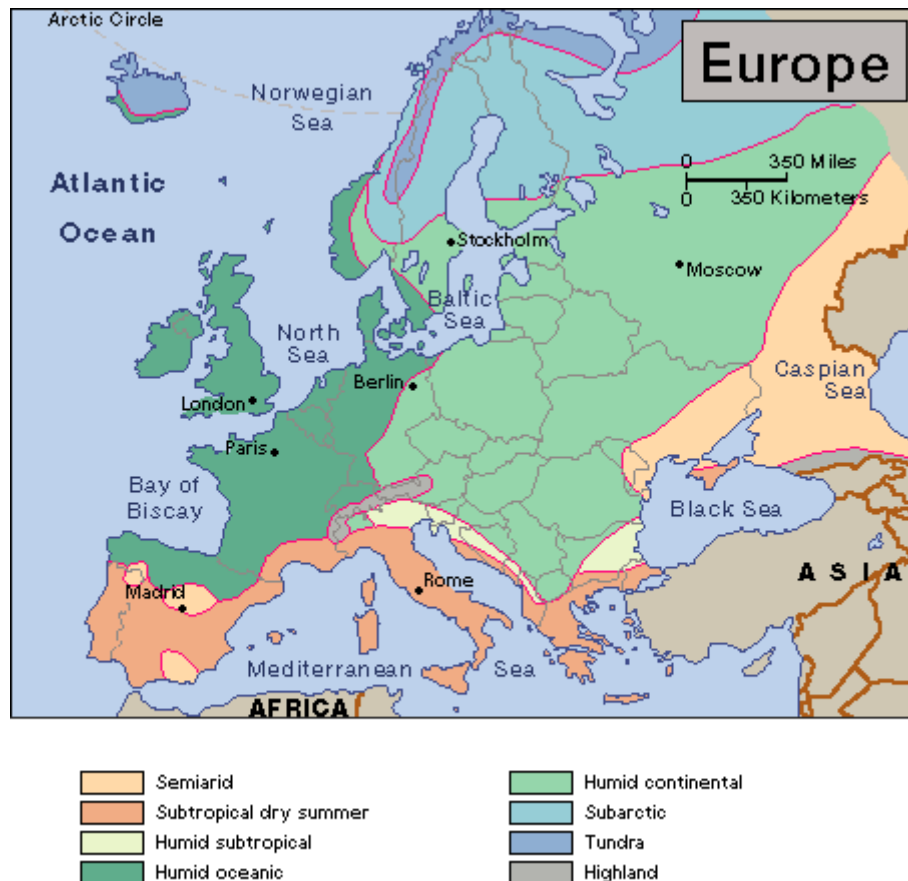 Arctic Circle
Europe
Norwegian
Sea
0 350 Miles
0 350 Kilometers
Atlantic
Ocean
Stockholm
Moscow
Baltic
Sea
North
Sea
Caspian
Sea
Berlin
London
Paris
Bay of
Biscay
Black Sea
ASIA
Madrid
Rome
Mediterranean Sea
AFRICA
Semiarid
Subtropical dry summer
Humid subtropical
Humid oceanic
Humid continental
Subarctic
Tundra
Highland